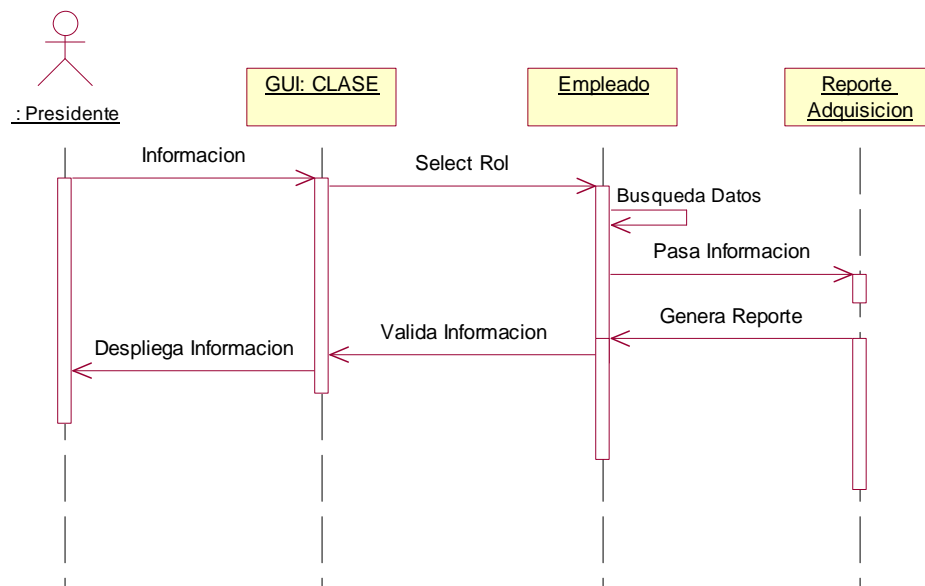 : Presidente
GUI: CLASE
Empleado
Reporte
Adquisicion
Informacion
Select Rol
Busqueda Datos
Pasa Informacion
Genera Reporte
Valida Informacion
Despliega Informacion